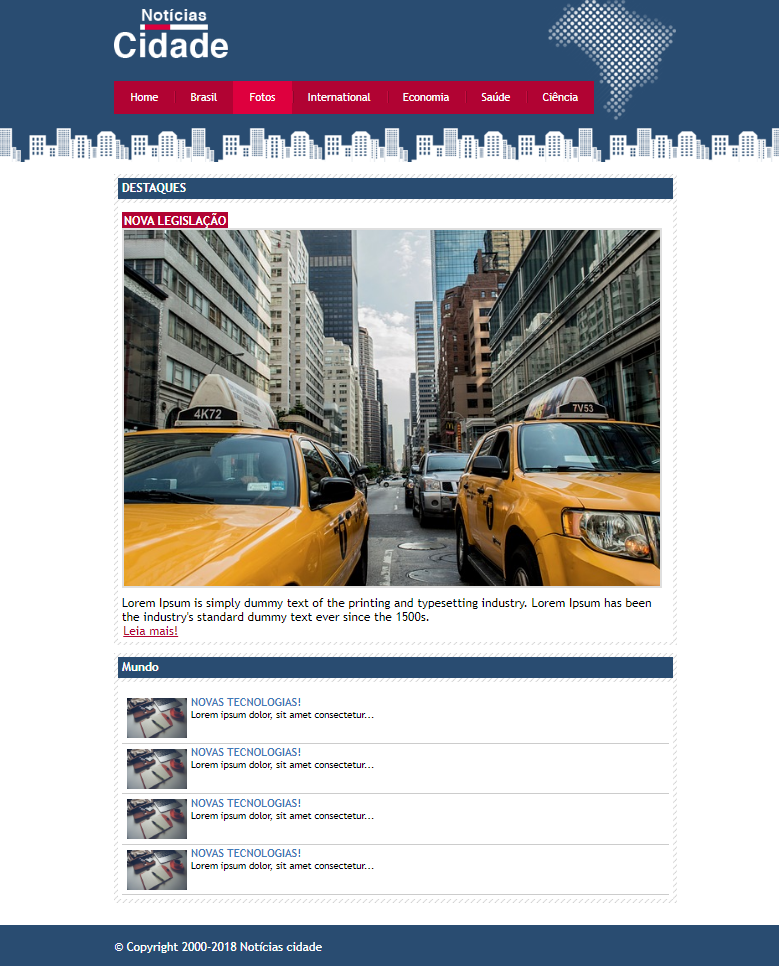 Notícias
Cidade
Home Brasil Fotos International Economia Saúde Ciência
DESTAQUES
NOVA LEGISLAÇÃO
4K72
7V53
Lorem Ipsum is simply dummy text of the printing and typesetting industry. Lorem Ipsum has been
the industry's standard dummy text ever since the 1500s.
Leia mais!
Mundo
NOVAS TECNOLOGIAS!
Lorem ipsum dolor, sit amet consectetur...
NOVAS TECNOLOGIAS!
Lorem ipsum dolor, sit amet consectetur...
NOVAS TECNOLOGIAS!
Lorem ipsum dolor, sit amet consectetur...
NOVAS TECNOLOGIAS!
Lorem ipsum dolor, sit amet consectetur...
© Copyright 2000-2018 Notícias cidade